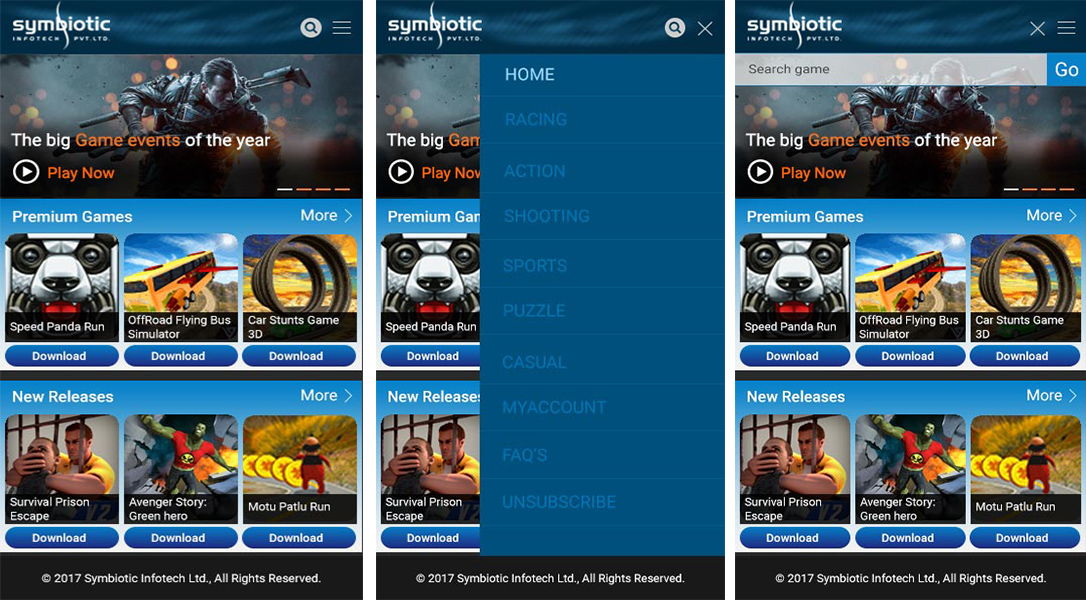 symbiotic
INFOTECH PVT.LTD.
The big Game events of the year
Play Now
Premium Games
More
Speed Panda Run
OffRoad Flying Bus
Simulator
Car Stunts Game
3D
Download
Download
Download
New Releases
More
Survival Prison
Escape
Avenger Story:
Green hero
Motu Patlu Run
Download
Download
Download
© 2017 Symbiotic Infotech Ltd., All Rights Reserved.
symbiotic
INFOTECH PVT.LTD.
HOME
RACING
ACTION
SHOOTING
SPORTS
PUZZLE
CASUAL
MYACCOUNT
FAQ'S
UNSUBSCRIBE
The big Gam
Play Now
Premium Gam
Speed Panda Run
Download
New Releases
Survival Prison
Escape
Download
© 2017 Symbiotic Infotech Ltd., All Rights Reserved.
symbiotic
INFOTECH PVT.LTD.
Search game
Go
The big Game events of the year
Play Now
Premium Games
More
Speed Panda Run
OffRoad Flying Bus
Simulator
Car Stunts Game
3D
Download
Download
Download
New Releases
More
Survival Prison
Escape
Avenger Story:
Green hero
Motu Patlu Run
Download
Download
Download
© 2017 Symbiotic Infotech Ltd., All Rights Reserved.